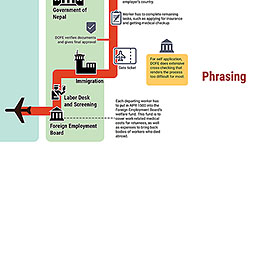 employer's country.
Government of
Nepal
Worker has to complete remaining
tasks, such as applying for insurance
and getting medical checkup.
DOFE verifies documents
and gives final approval
For self application,
DOFE does extensive
cross-checking that renders
the process too
difficult for most.
Gets ticket
Immigration
Phrasing
Labor Desk
and Screening
Foreign Employment
Board
Each departing worker has
to put in NPR 1500 into the
Foreign Employment Board's
welfare fund. This fund is to
cover work-related medical
costs for returnees, as well
as expenses to bring back
bodies of workers who died
abroad.